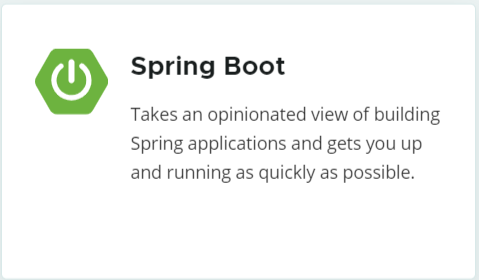 Spring Boot
Takes an opinionated view of building
Spring applications and gets you up
and running as quickly as possible.